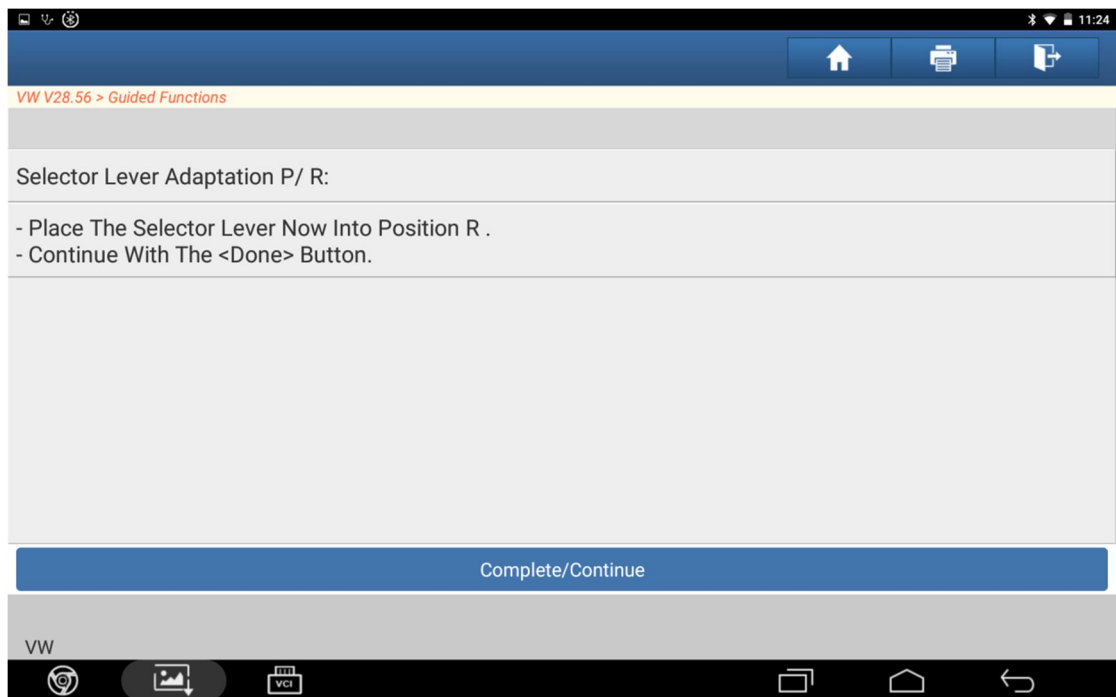 11:24
VW V28.56 > Guided Functions
Selector Lever Adaptation P/ R:
- Place The Selector Lever Now Into Position R .
- Continue With The <Done> Button.
Complete/Continue
VW
VCI